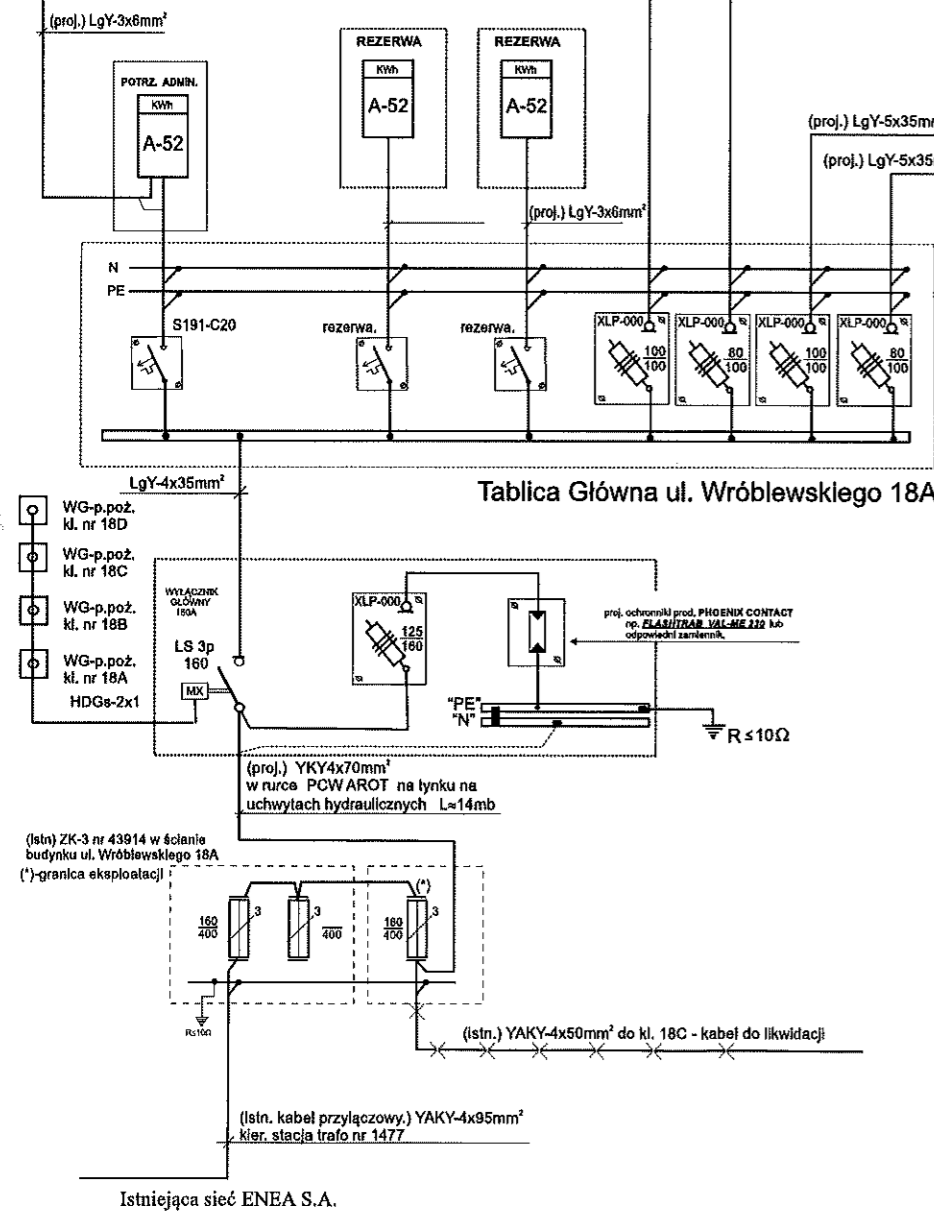 (proj.) LgY-3x6mm²
REZERWA
REZERWA
POTRZ. ADMIN.
KWh
A-52
KWh
A-52
KWh
A-52
(proj.) LgY-5x35mm
(proj.) LgY-5x35
(proj.) LgY-3x6mm²
N
PE
S191-C20
rezerwa.
rezerwa.
XLP-000
100
100
XLP-000
80
100
XLP-000
100
100
XLP-000
80
100
LgY-4x35mm²
Tablica Główna ul. Wróblewskiego 18A
WG-p.poż.
kl. nr 18D
WG-p.poż.
kl. nr 18C
WG-p.poż.
kl. nr 18B
WG-p.poż.
kl. nr 18A
HDGs-2x1
WYŁĄCZNIK
GŁÓWNY
160A
LS 3p
160
MX
XLP-000
125
160
proj. ochronniki prod. PHOENIX CONTACT
np. FLASHTRAB VAL-ME 230 lub
odpowiedni zamiennik.
"PE"
"N"
R≤10Ω
(proj.) YKY4x70mm²
w rurce PCW AROT na tynku na
uchwytach hydraulicznych L≈14mb
(istn) ZK-3 nr 43914 w ścianie
budynku ul. Wróblewskiego 18A
(*)-granica eksploatacji
(*)
160
400
3
3
400
160
400
3
R≤10Ω
(istn.) YAKY-4x50mm² do kl. 18C - kabel do likwidacji
(istn. kabel przyłączowy.) YAKY-4x95mm²
kier. stacja trafo nr 1477
Istniejąca sieć ENEA S.A.